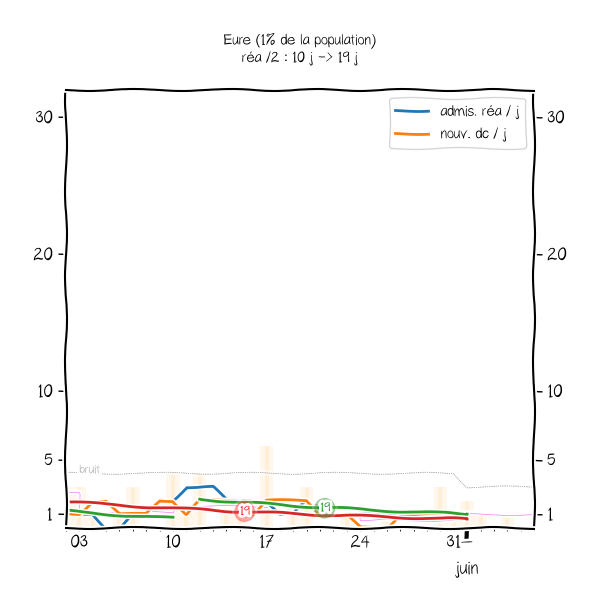 Eure (1% de la population)
réa /2 : 10 j -> 19 j
admis. réa / j
nouv. dc / j
30
30
20
20
10
10
5
5
bruit
1
1
19
19
03 10 17 24 31
juin